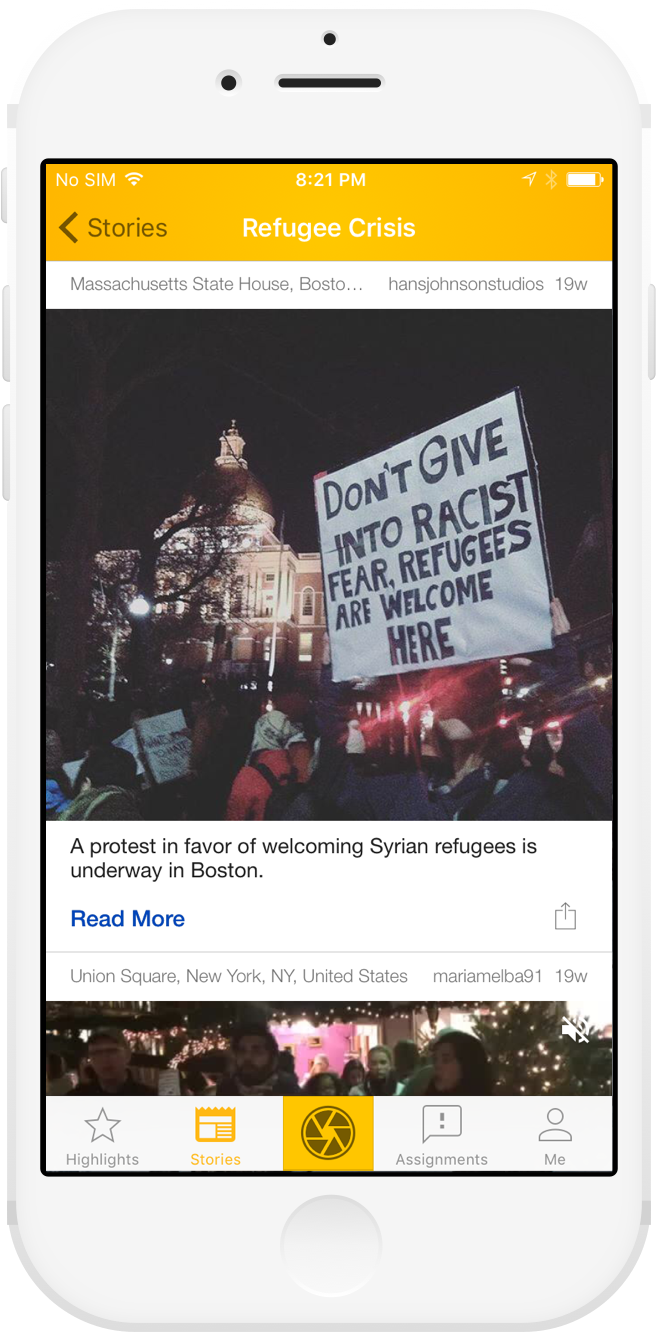 No SIM 8:21 PM
Stories Refugee Crisis
Massachusetts State House, Bosto… hansjohnsonstudios 19w
DON'T GIVE
INTO RACIST
FEAR, REFUGEES
ARE WELCOME
HERE
A protest in favor of welcoming Syrian refugees is
underway in Boston.
Read More
Union Square, New York, NY, United States mariamelba91 19w
Highlights Stories Assignments Me